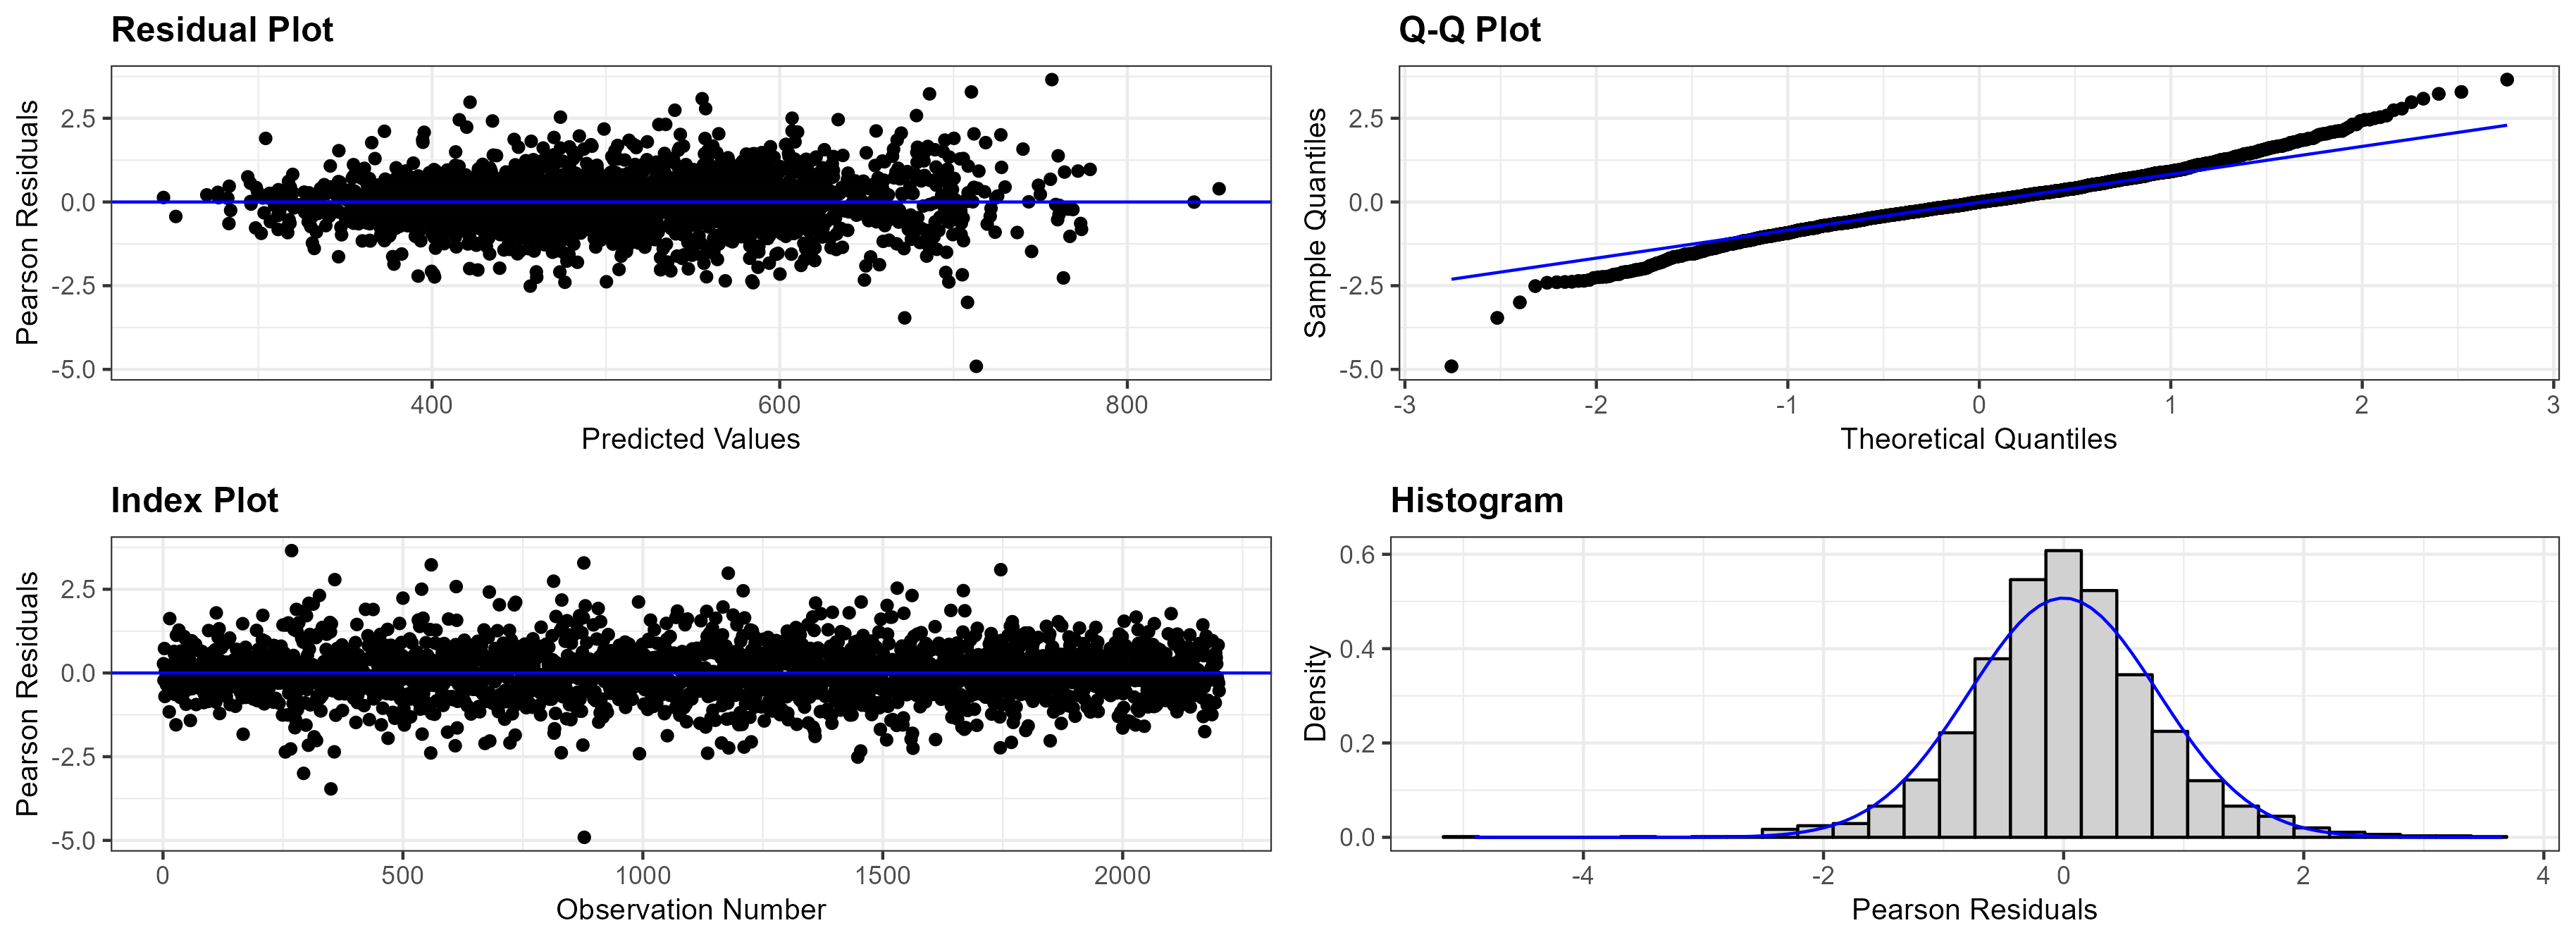 Residual Plot
Pearson Residuals
2.5
0.0
-2.5
-5.0
400 600 800
Predicted Values
Q-Q Plot
Sample Quantiles
2.5
0.0
-2.5
-5.0
-3 -2 -1 0 1 2 3
Theoretical Quantiles
Index Plot
Pearson Residuals
2.5
0.0
-2.5
-5.0
0 500 1000 1500 2000
Observation Number
Histogram
Density
0.6
0.4
0.2
0.0
-4 -2 0 2 4
Pearson Residuals